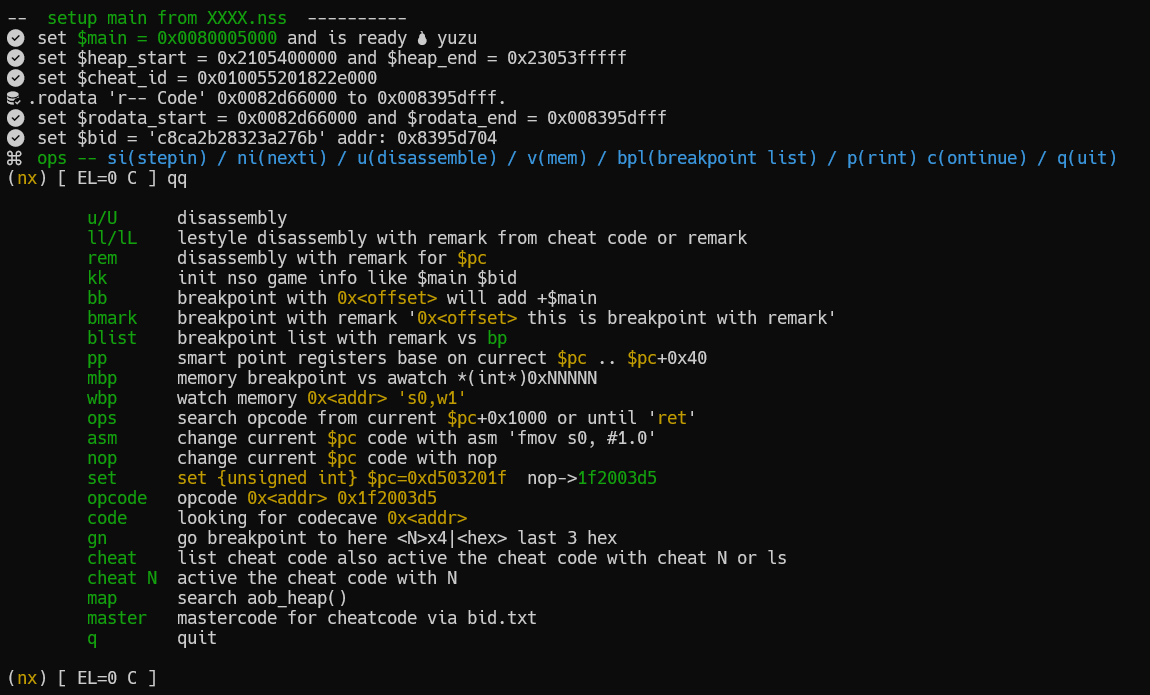 --  setup main from XXXX.nss  ----------
set $main = 0x0080005000 and is ready yuzu
set $heap_start = 0x2105400000 and $heap_end = 0x23053fffff
set $cheat_id = 0x010055201822e000
.rodata 'r-- Code' 0x0082d66000 to 0x008395dfff.
set $rodata_start = 0x0082d66000 and $rodata_end = 0x008395dfff
set $bid = 'c8ca2b28323a276b' addr: 0x8395d704
⌘ ops -- si(stepin) / ni(nexti) / u(disassemble) / v(mem) / bpl(breakpoint list) / p(rint) c(ontinue) / q(uit)
(nx) [ EL=0 C ] qq
u/U      disassembly
ll/lL    lestyle disassembly with remark from cheat code or remark
rem      disassembly with remark for $pc
kk       init nso game info like $main $bid
bb       breakpoint with 0x<offset> will add +$main
bmark    breakpoint with remark '0x<offset> this is breakpoint with remark'
blist    breakpoint list with remark vs bp
pp       smart point registers base on currect $pc .. $pc+0x40
mbp      memory breakpoint vs awatch *(int*)0xNNNNN
wbp      watch memory 0x<addr> 's0,w1'
ops      search opcode from current $pc+0x1000 or until 'ret'
asm      change current $pc code with asm 'fmov s0, #1.0'
nop      change current $pc code with nop
set      set {unsigned int} $pc=0xd503201f  nop->1f2003d5
opcode   opcode 0x<addr> 0x1f2003d5
code     looking for codecave 0x<addr>
gn       go breakpoint to here <N>x4|<hex> last 3 hex
cheat    list cheat code also active the cheat code with cheat N or ls
cheat N  active the cheat code with N
map      search aob_heap()
master   mastercode for cheatcode via bid.txt
q        quit
(nx) [ EL=0 C ]